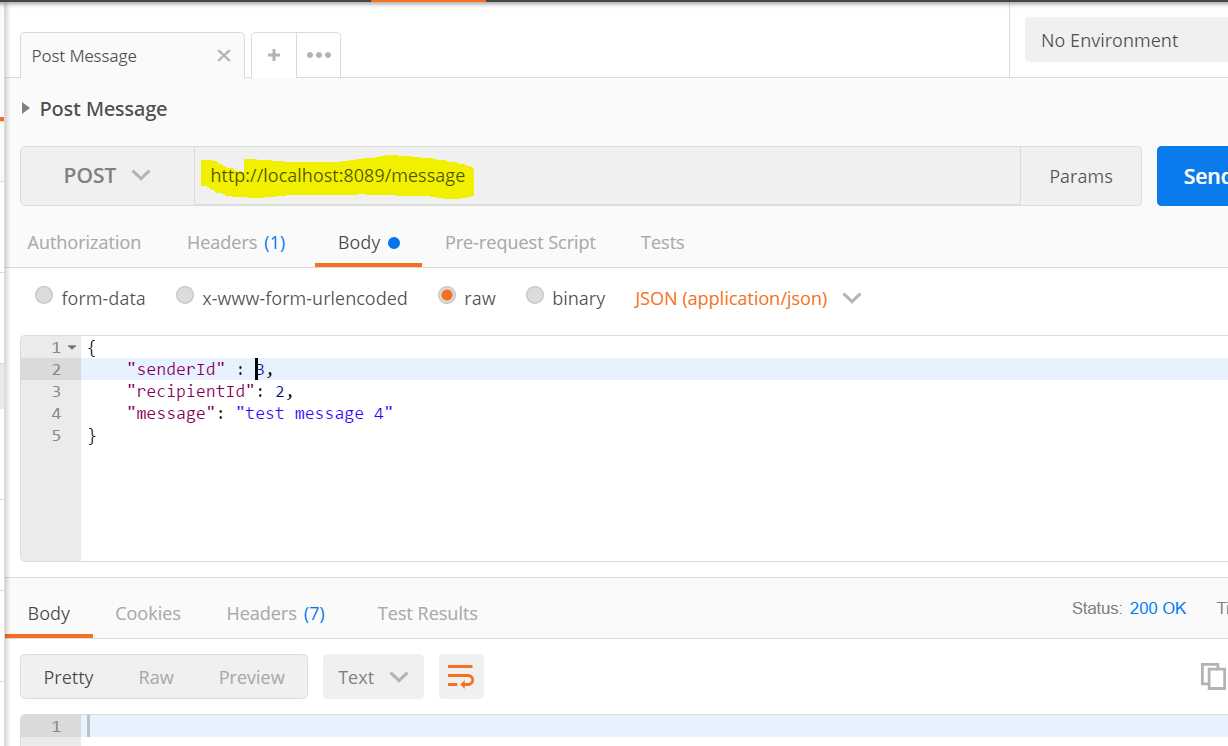 Post Message
No Environment
Post Message
POST http://localhost:8089/message Params Send
Authorization Headers (1) Body Pre-request Script Tests
form-data x-www-form-urlencoded raw binary JSON (application/json)
1 {
2 "senderId" : 3,
3 "recipientId": 2,
4 "message": "test message 4"
5 }
Body Cookies Headers (7) Test Results Status: 200 OK
Pretty Raw Preview Text
1